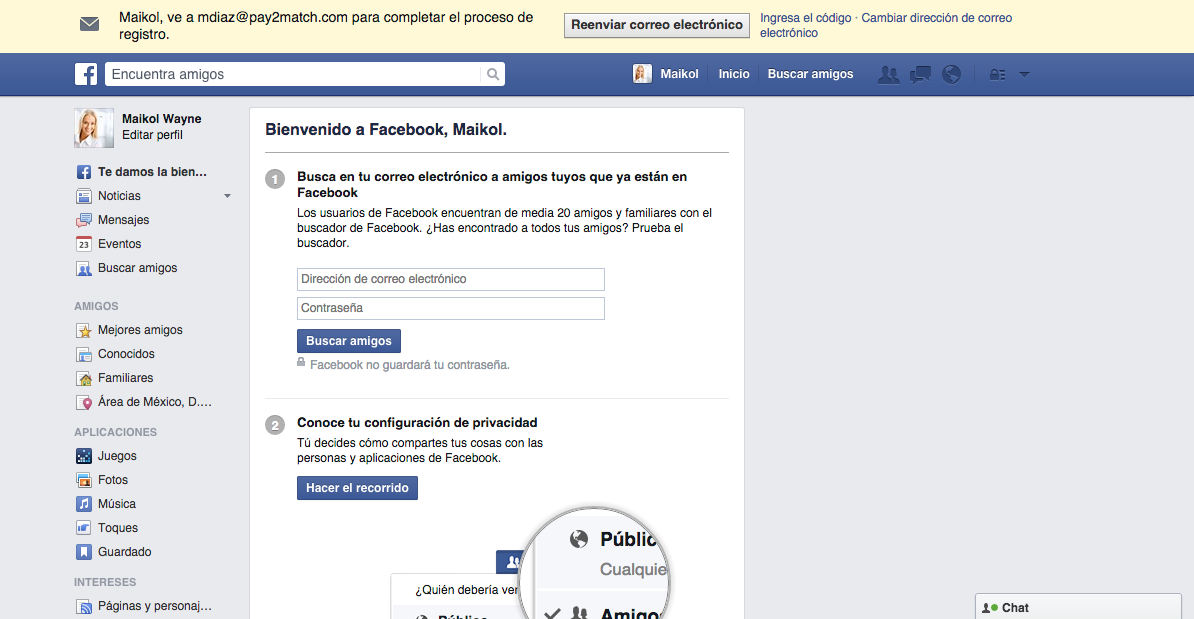 Maikol, ve a mdiaz@pay2match.com para completar el proceso de
registro.
Reenviar correo electrónico
Ingresa el código · Cambiar dirección de correo
electrónico
f
Encuentra amigos
Maikol
Inicio
Buscar amigos
Maikol Wayne
Editar perfil
Te damos la bien...
Noticias
Mensajes
23
Eventos
Buscar amigos
AMIGOS
Mejores amigos
Conocidos
Familiares
Área de México, D....
APLICACIONES
Juegos
Fotos
Música
Toques
Guardado
INTERESES
Páginas y personaj...
Bienvenido a Facebook, Maikol.
1
Busca en tu correo electrónico a amigos tuyos que ya están en
Facebook
Los usuarios de Facebook encuentran de media 20 amigos y familiares con el
buscador de Facebook. ¿Has encontrado a todos tus amigos? Prueba el
buscador.
Dirección de correo electrónico
Contraseña
Buscar amigos
Facebook no guardará tu contraseña.
2
Conoce tu configuración de privacidad
Tú decides cómo compartes tus cosas con las
personas y aplicaciones de Facebook.
Hacer el recorrido
¿Quién debería ver
Público
Públic
Cualquie
Amigo
Chat